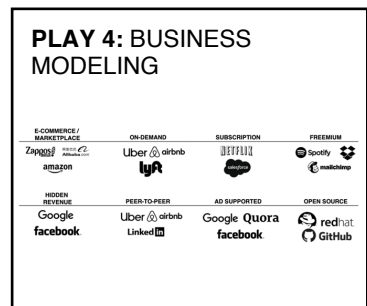 PLAY 4: BUSINESS
MODELING
E-COMMERCE /
MARKETPLACE
ON-DEMAND
SUBSCRIPTION
FREEMIUM
Zappos
Alibaba.com
Uber airbnb
NETFLIX
Spotify
amazon
lyft
salesforce
mailchimp
HIDDEN
REVENUE
PEER-TO-PEER
AD SUPPORTED
OPEN SOURCE
Google
Uber airbnb
Google Quora
redhat
facebook
Linked in
facebook
GitHub